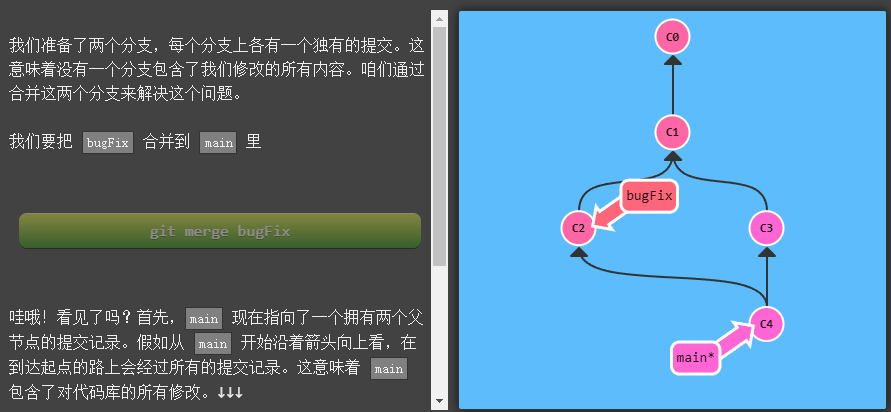 我们准备了两个分支，每个分支上各有一个独有的提交。这
意味着没有一个分支包含了我们修改的所有内容。咱们通过
合并这两个分支来解决这个问题。
我们要把 bugFix 合并到 main 里
git merge bugFix
哇哦！看见了吗？首先，main 现在指向了一个拥有两个父
节点的提交记录。假如从 main 开始沿着箭头向上看，在
到达起点的路上会经过所有的提交记录。这意味着 main
包含了对代码库的所有修改。↓↓↓
C0
C1
bugFix
C2
C3
C4
main*